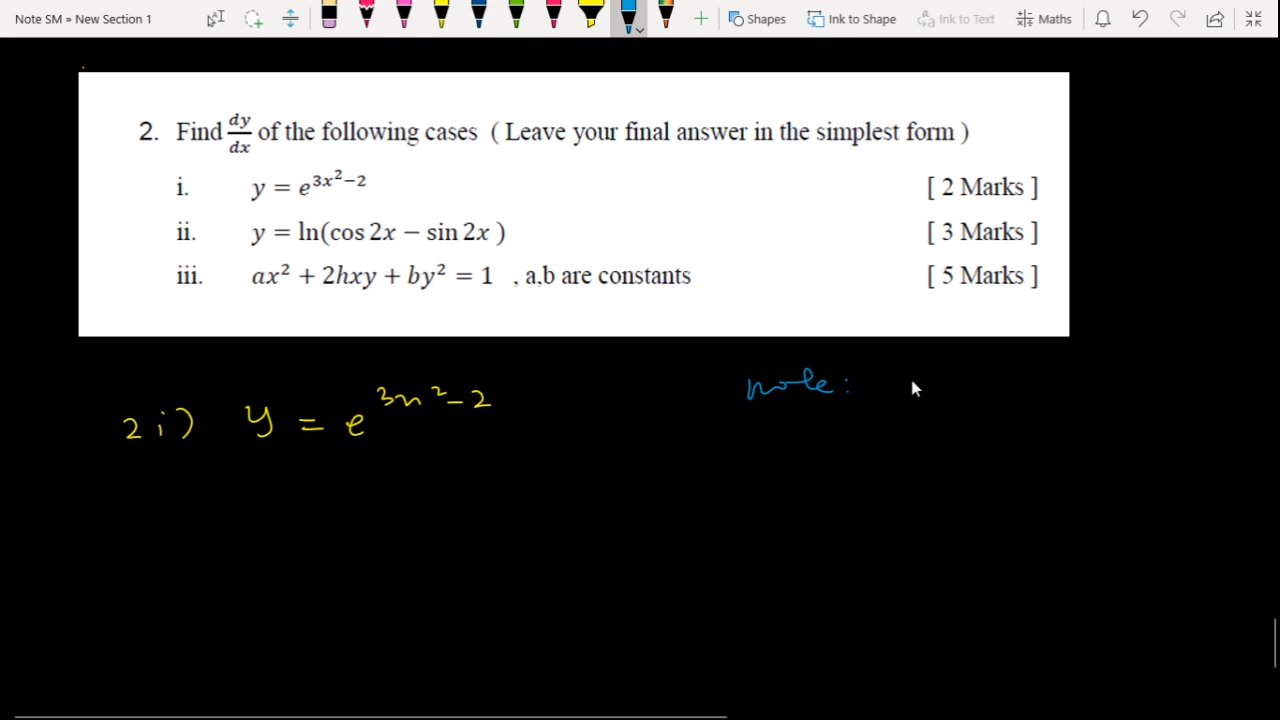 Note SM » New Section 1
Shapes
Ink to Shape
Ink to Text
Maths
2. Find dy/dx of the following cases ( Leave your final answer in the simplest form )
i. y = e^{3x²−2} [ 2 Marks ]
ii. y = ln(cos 2x − sin 2x ) [ 3 Marks ]
iii. ax² + 2hxy + by² = 1 , a,b are constants [ 5 Marks ]
2 i) y = e^{3x²−2}
note: